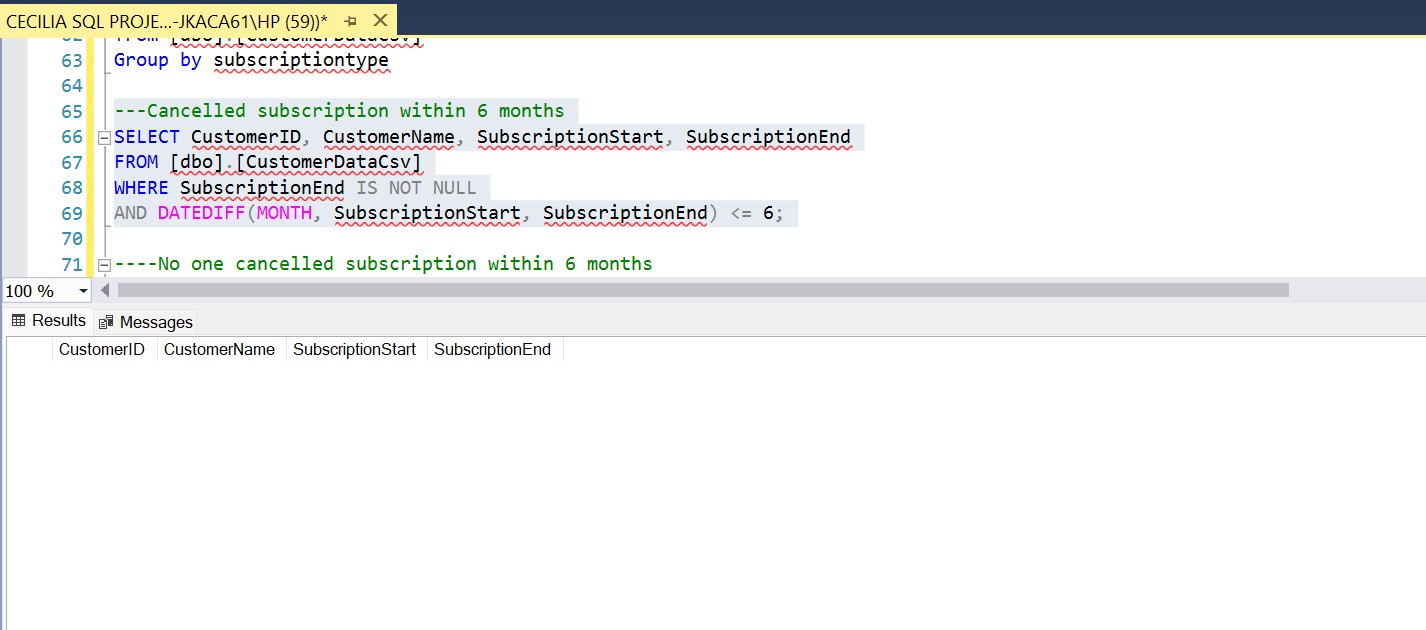 CECILIA SQL PROJE...-JKACA61\HP (59))*
62 from [dbo].[CustomerDataCsv]
63 Group by subscriptiontype
64
65 ---Cancelled subscription within 6 months
66 SELECT CustomerID, CustomerName, SubscriptionStart, SubscriptionEnd
67 FROM [dbo].[CustomerDataCsv]
68 WHERE SubscriptionEnd IS NOT NULL
69 AND DATEDIFF(MONTH, SubscriptionStart, SubscriptionEnd) <= 6;
70
71 ----No one cancelled subscription within 6 months
100 %
Results Messages
CustomerID CustomerName SubscriptionStart SubscriptionEnd